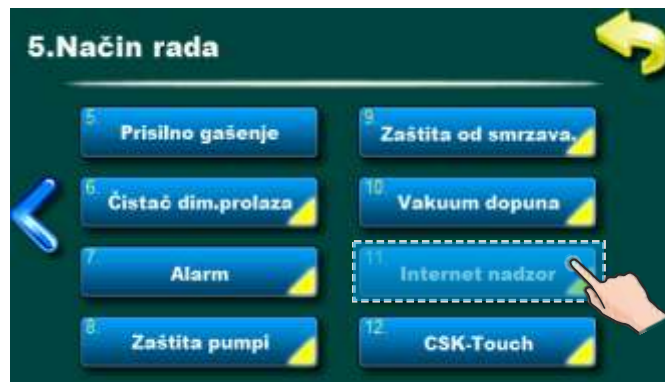 5.Način rada
5. Prisilno gašenje
6. Čistač dim.prolaza
7. Alarm
8. Zaštita pumpi
9. Zaštita od smrzava.
10. Vakuum dopuna
11. Internet nadzor
12. CSK-Touch